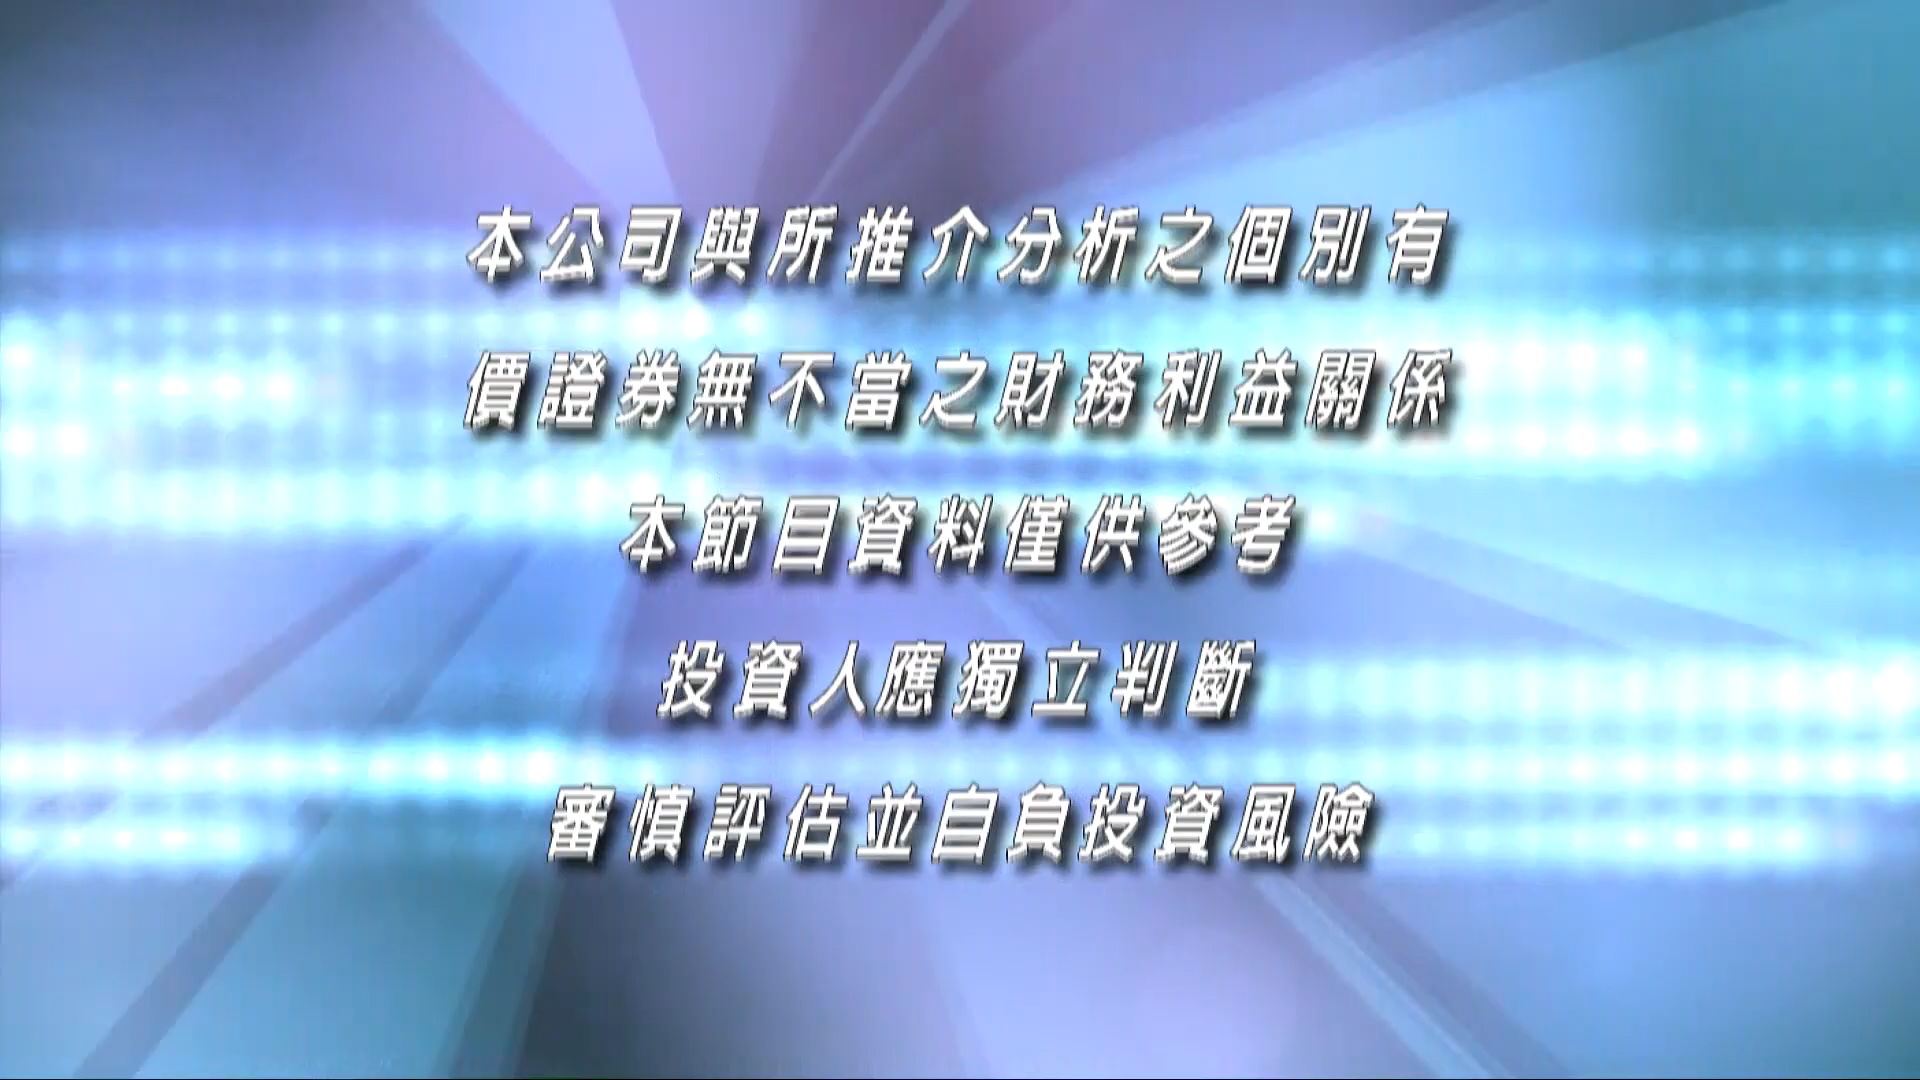 本公司與所推介分析之個別有
價證券無不當之財務利益關係
本節目資料僅供參考
投資人應獨立判斷
審慎評估並自負投資風險